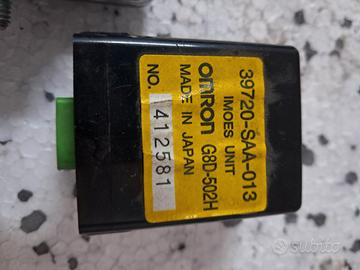 39720-SAA-013
IMOES UNIT
OMRON G8D-502H
MADE IN JAPAN
NO. 412581
Subito